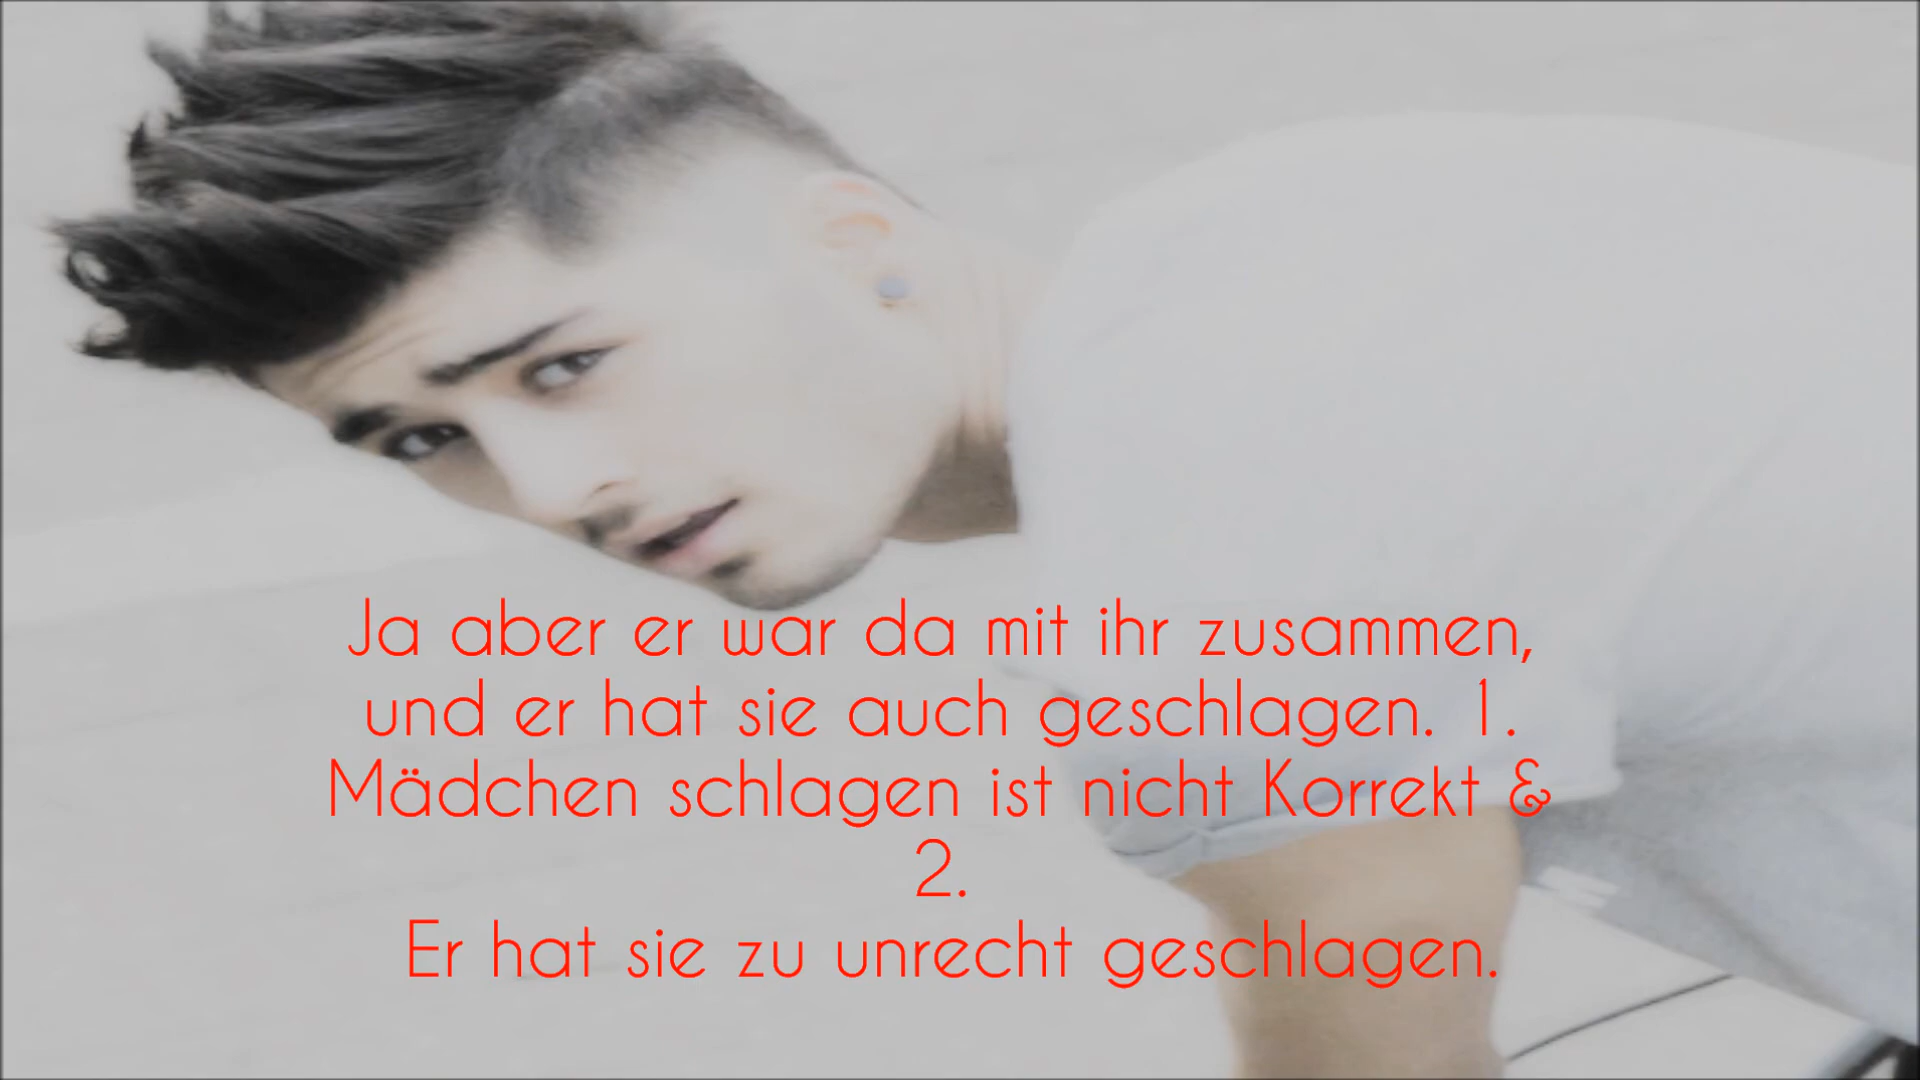 Ja aber er war da mit ihr zusammen,
und er hat sie auch geschlagen. 1.
Mädchen schlagen ist nicht Korrekt &
2.
Er hat sie zu unrecht geschlagen.